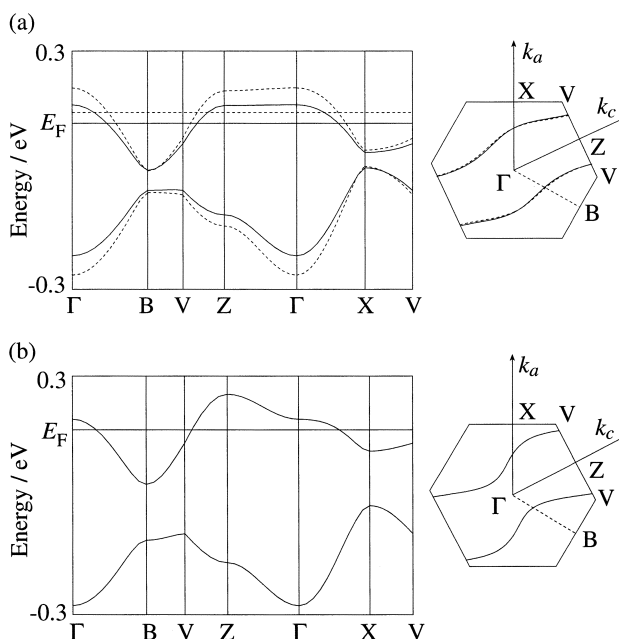 (a)
0.3
E_F
Energy / eV
-0.3
Γ B V Z Γ X V
k_a
X V
k_c
Z
Γ
V
B
(b)
0.3
E_F
Energy / eV
-0.3
Γ B V Z Γ X V
k_a
X V
k_c
Z
Γ
V
B